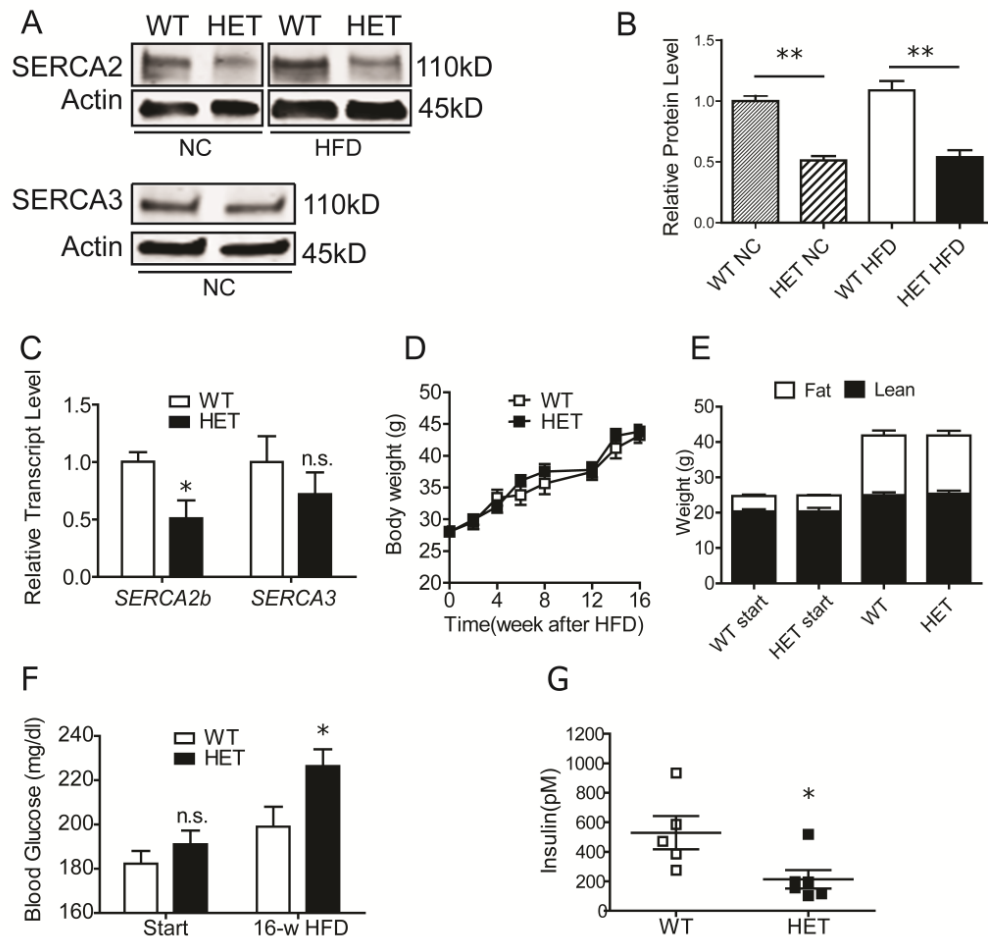 A
WT HET WT HET
SERCA2 110kD
Actin 45kD
NC HFD
SERCA3 110kD
Actin 45kD
NC
B
Relative Protein Level
1.5
1.0
0.5
0.0
** **
WT NC
HET NC
WT HFD
HET HFD
C
Relative Transcript Level
WT
HET
1.5
1.0
0.5
0.0
* n.s.
SERCA2b SERCA3
D
Body weight (g)
50
45
40
35
30
26
20
WT
HET
0 4 8 12 16
Time(week after HFD)
E
Fat Lean
Weight (g)
50
40
30
20
10
0
WT start
HET start
WT
HET
F
Blood Glucose (mg/dl)
240
220
200
180
160
WT
HET
n.s. *
Start 16-w HFD
G
Insulin(pM)
1200
1000
800
600
400
200
0
*
WT HET